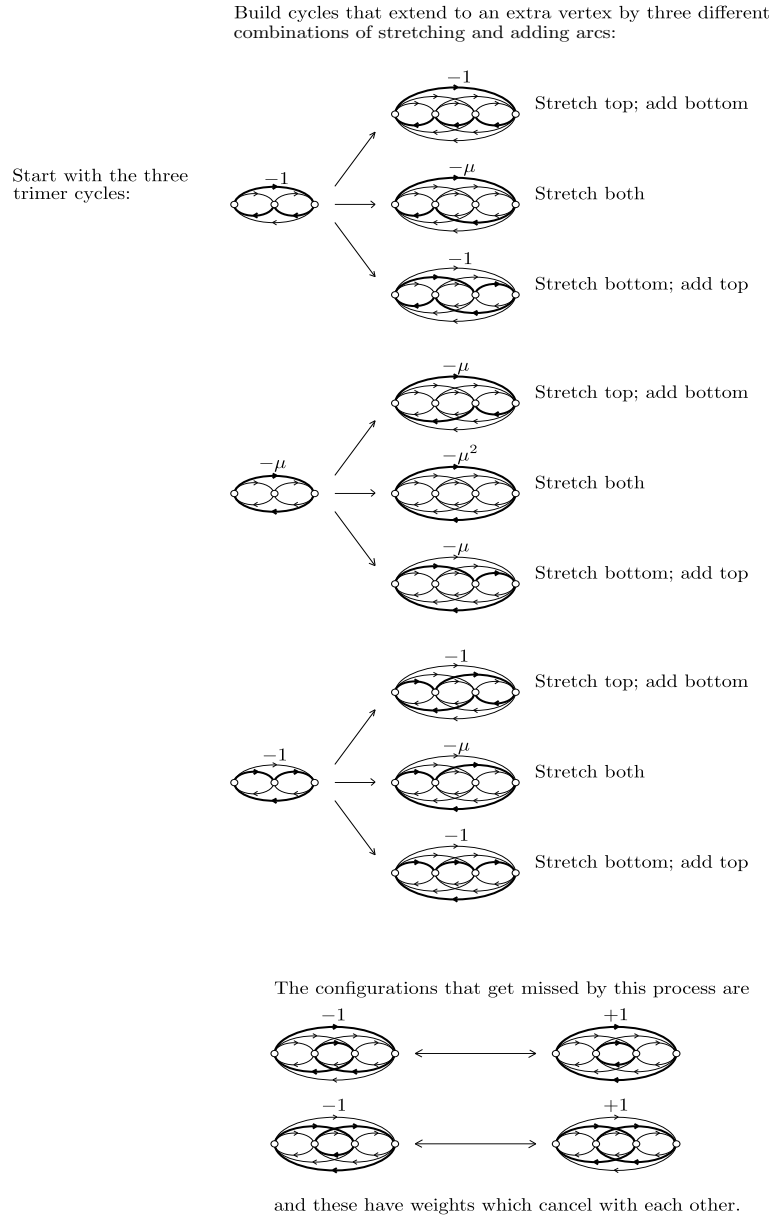 Build cycles that extend to an extra vertex by three different
combinations of stretching and adding arcs:
−1
Stretch top; add bottom
Start with the three
trimer cycles:
−1
−μ
Stretch both
−1
Stretch bottom; add top
−μ
Stretch top; add bottom
−μ
−μ²
Stretch both
−μ
Stretch bottom; add top
−1
Stretch top; add bottom
−1
−μ
Stretch both
−1
Stretch bottom; add top
The configurations that get missed by this process are
−1 +1
−1 +1
and these have weights which cancel with each other.